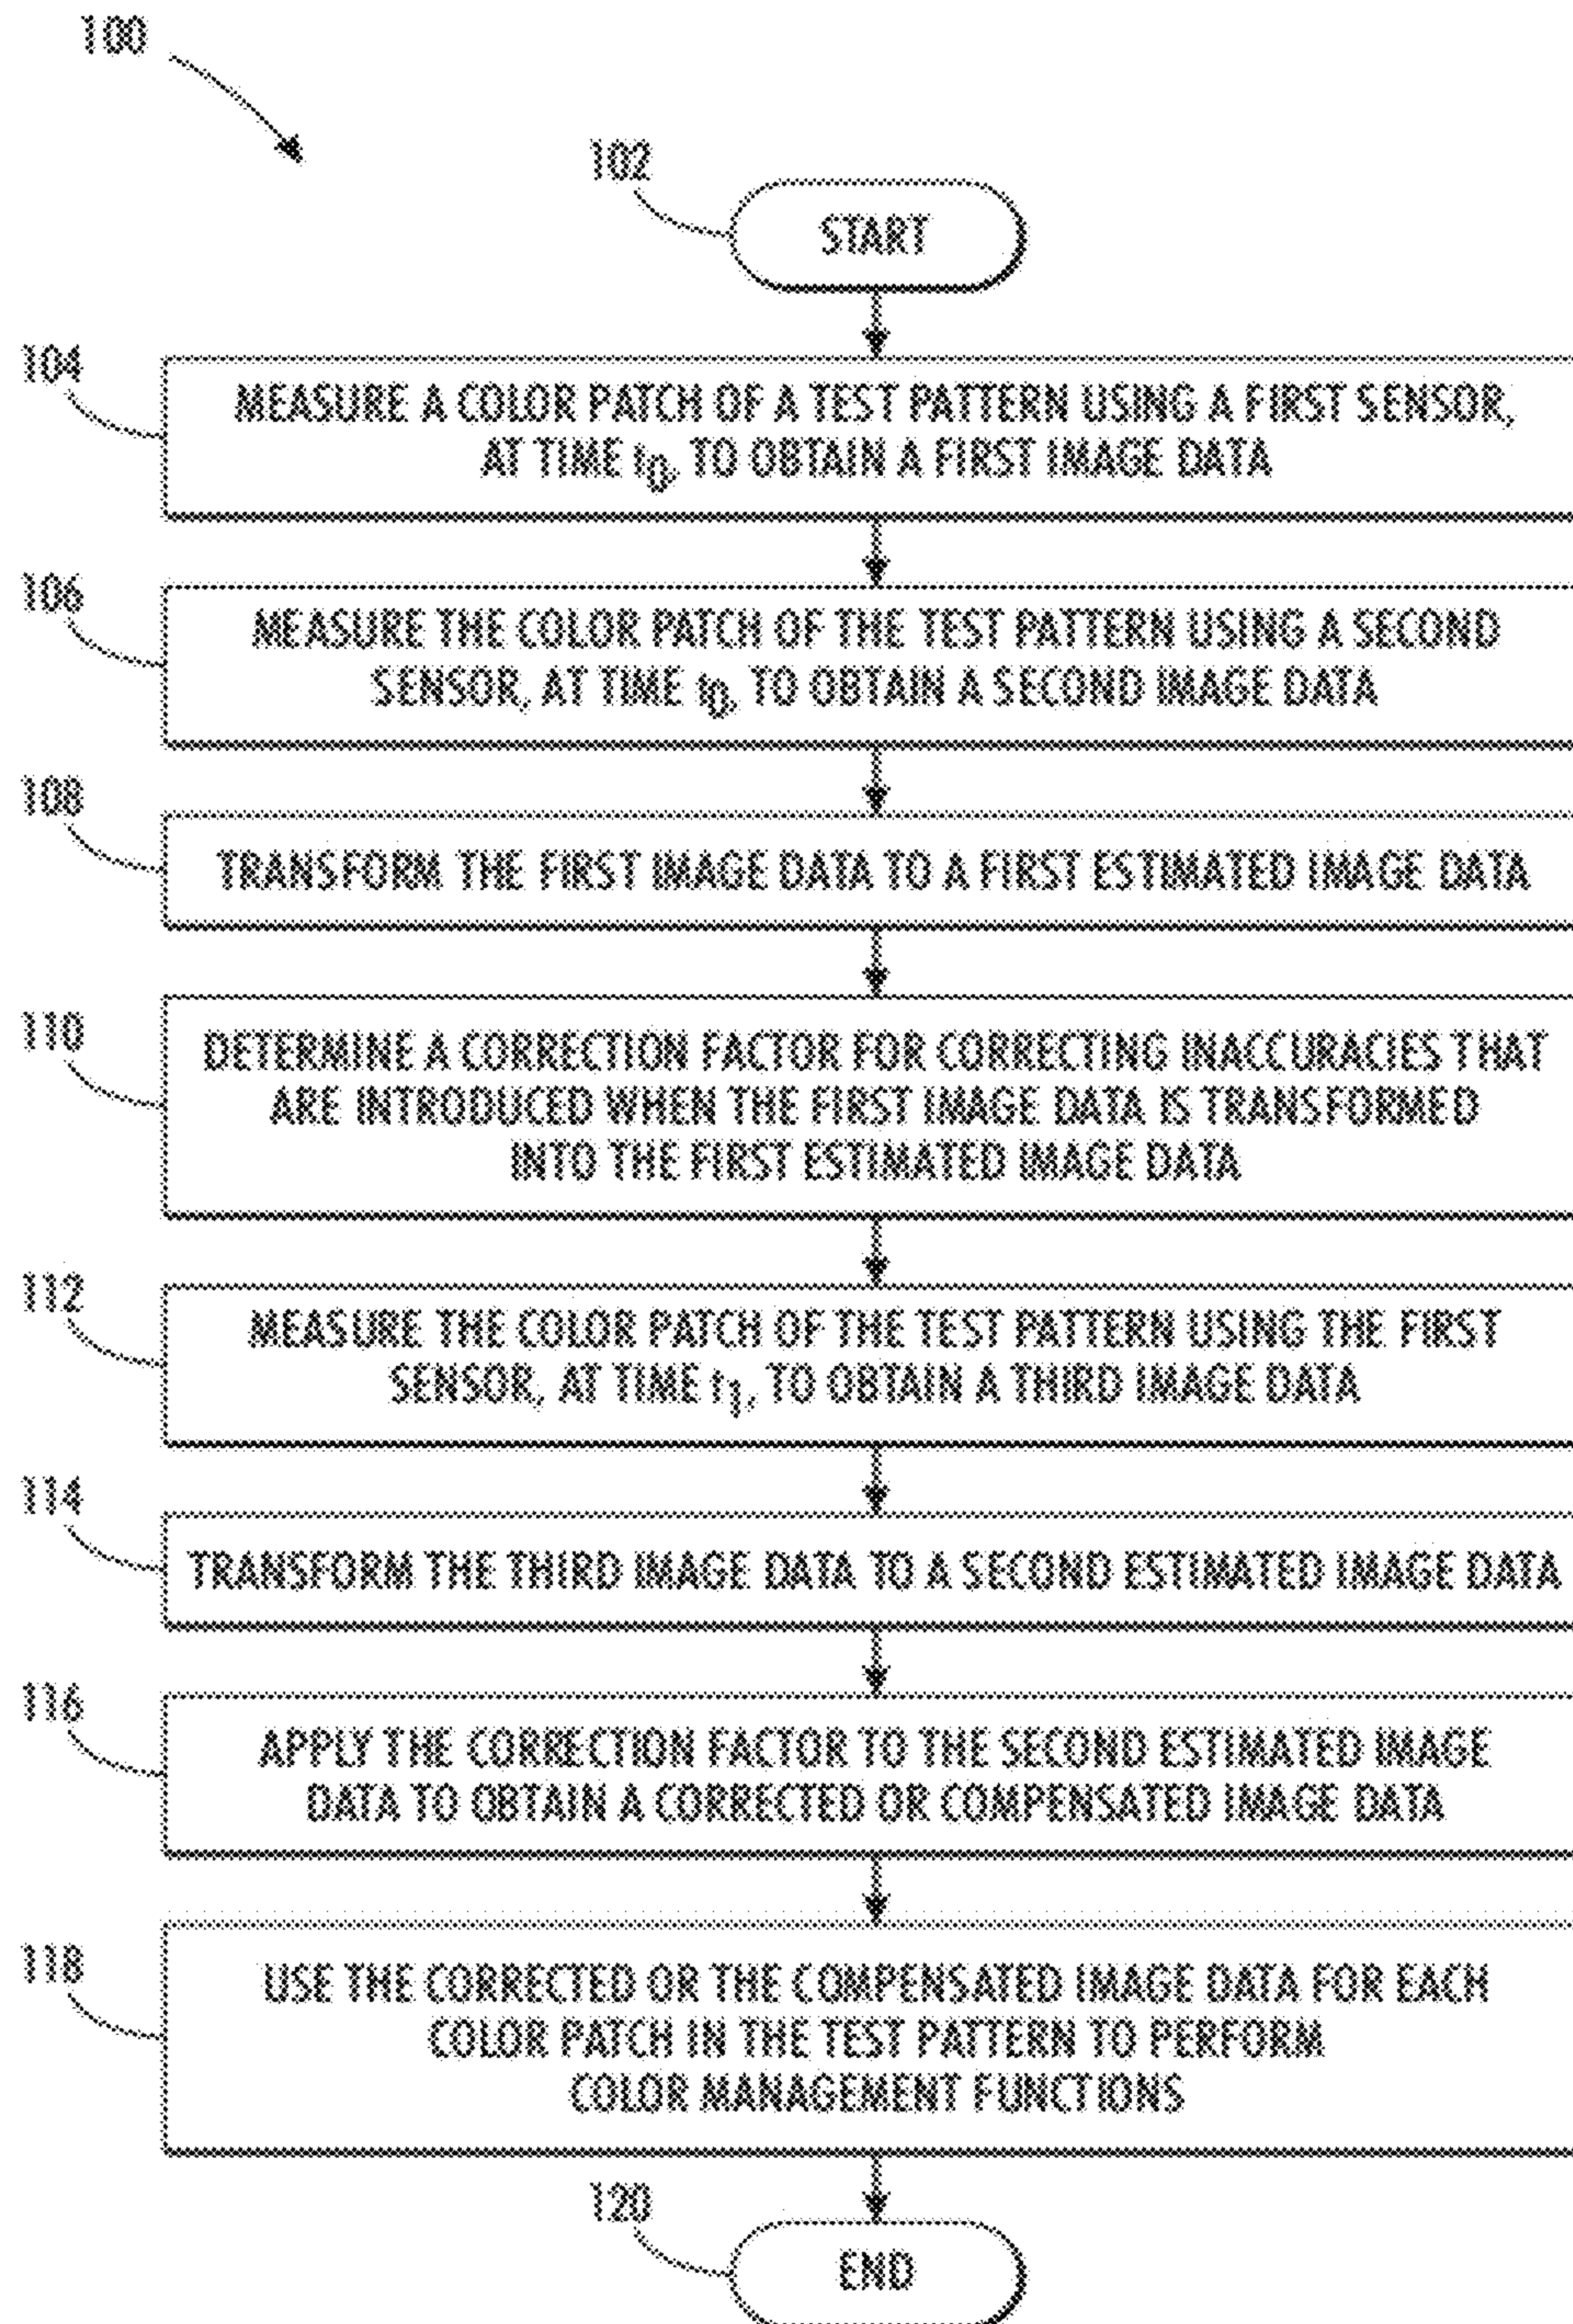 100
102
START
104
MEASURE A COLOR PATCH OF A TEST PATTERN USING A FIRST SENSOR,
AT TIME t0, TO OBTAIN A FIRST IMAGE DATA
106
MEASURE THE COLOR PATCH OF THE TEST PATTERN USING A SECOND
SENSOR, AT TIME t0, TO OBTAIN A SECOND IMAGE DATA
108
TRANSFORM THE FIRST IMAGE DATA TO A FIRST ESTIMATED IMAGE DATA
110
DETERMINE A CORRECTION FACTOR FOR CORRECTING INACCURACIES THAT
ARE INTRODUCED WHEN THE FIRST IMAGE DATA IS TRANSFORMED
INTO THE FIRST ESTIMATED IMAGE DATA
112
MEASURE THE COLOR PATCH OF THE TEST PATTERN USING THE FIRST
SENSOR, AT TIME t1, TO OBTAIN A THIRD IMAGE DATA
114
TRANSFORM THE THIRD IMAGE DATA TO A SECOND ESTIMATED IMAGE DATA
116
APPLY THE CORRECTION FACTOR TO THE SECOND ESTIMATED IMAGE
DATA TO OBTAIN A CORRECTED OR COMPENSATED IMAGE DATA
118
USE THE CORRECTED OR THE COMPENSATED IMAGE DATA FOR EACH
COLOR PATCH IN THE TEST PATTERN TO PERFORM
COLOR MANAGEMENT FUNCTIONS
120
END